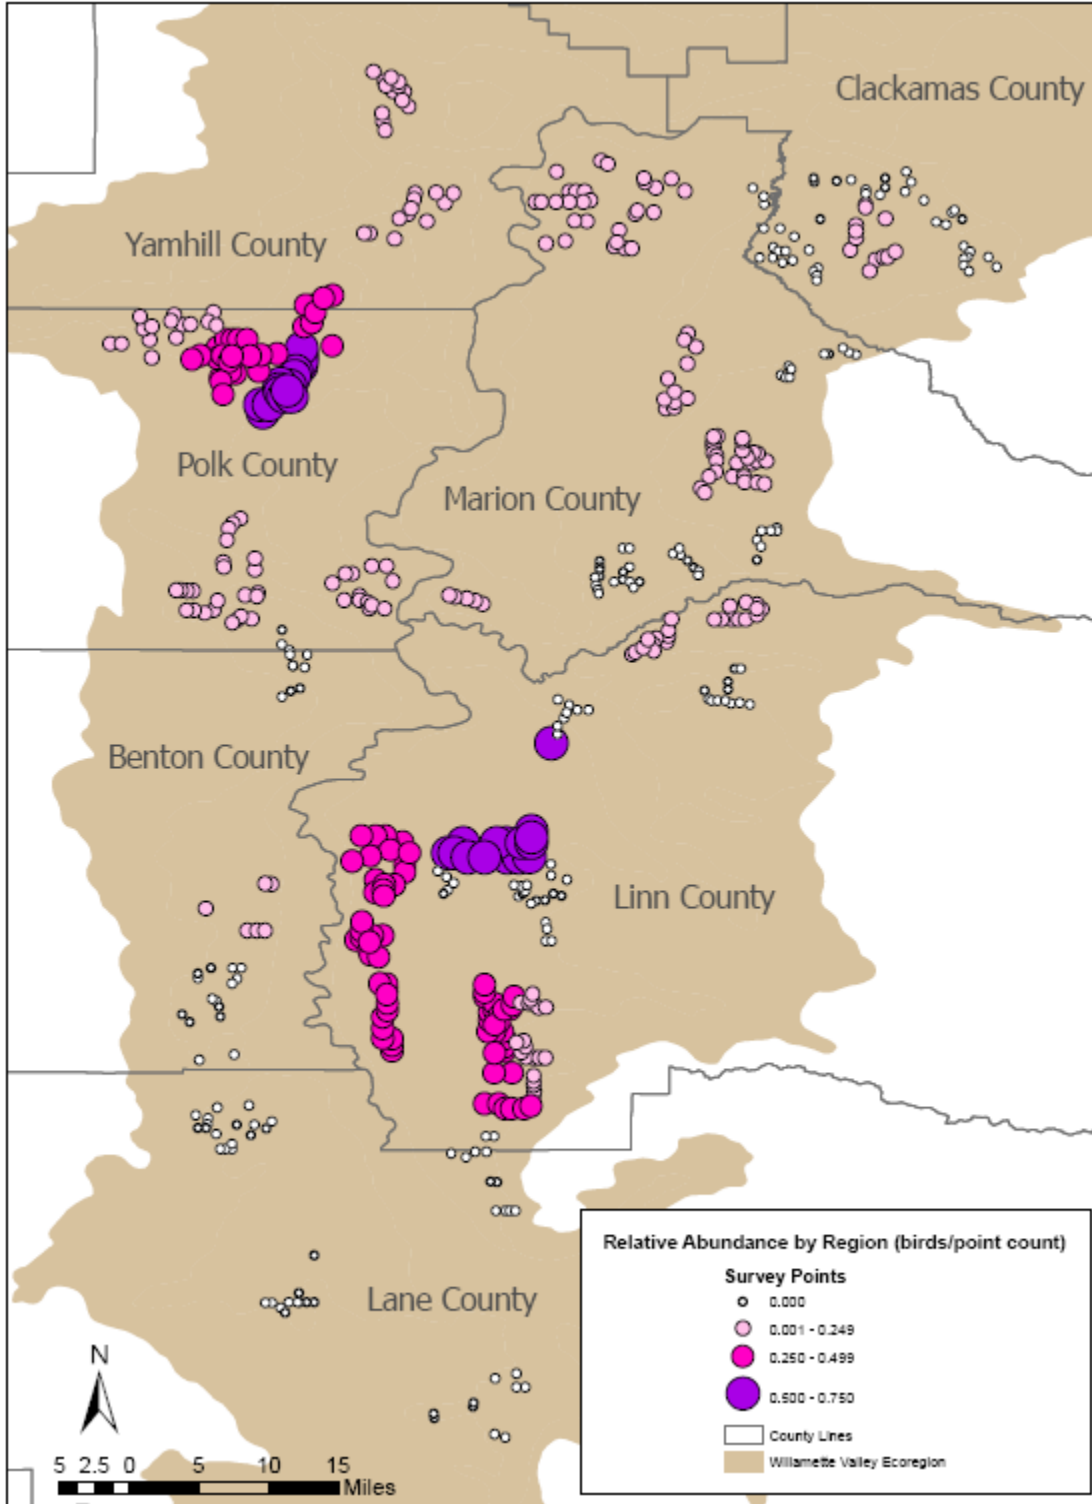 Clackamas County
Yamhill County
Polk County
Marion County
Benton County
Linn County
Lane County
Relative Abundance by Region (birds/point count)
Survey Points
0.000
0.001 - 0.249
0.250 - 0.499
0.500 - 0.750
County Lines
Willamette Valley Ecoregion
N
5 2.5 0 5 10 15
Miles